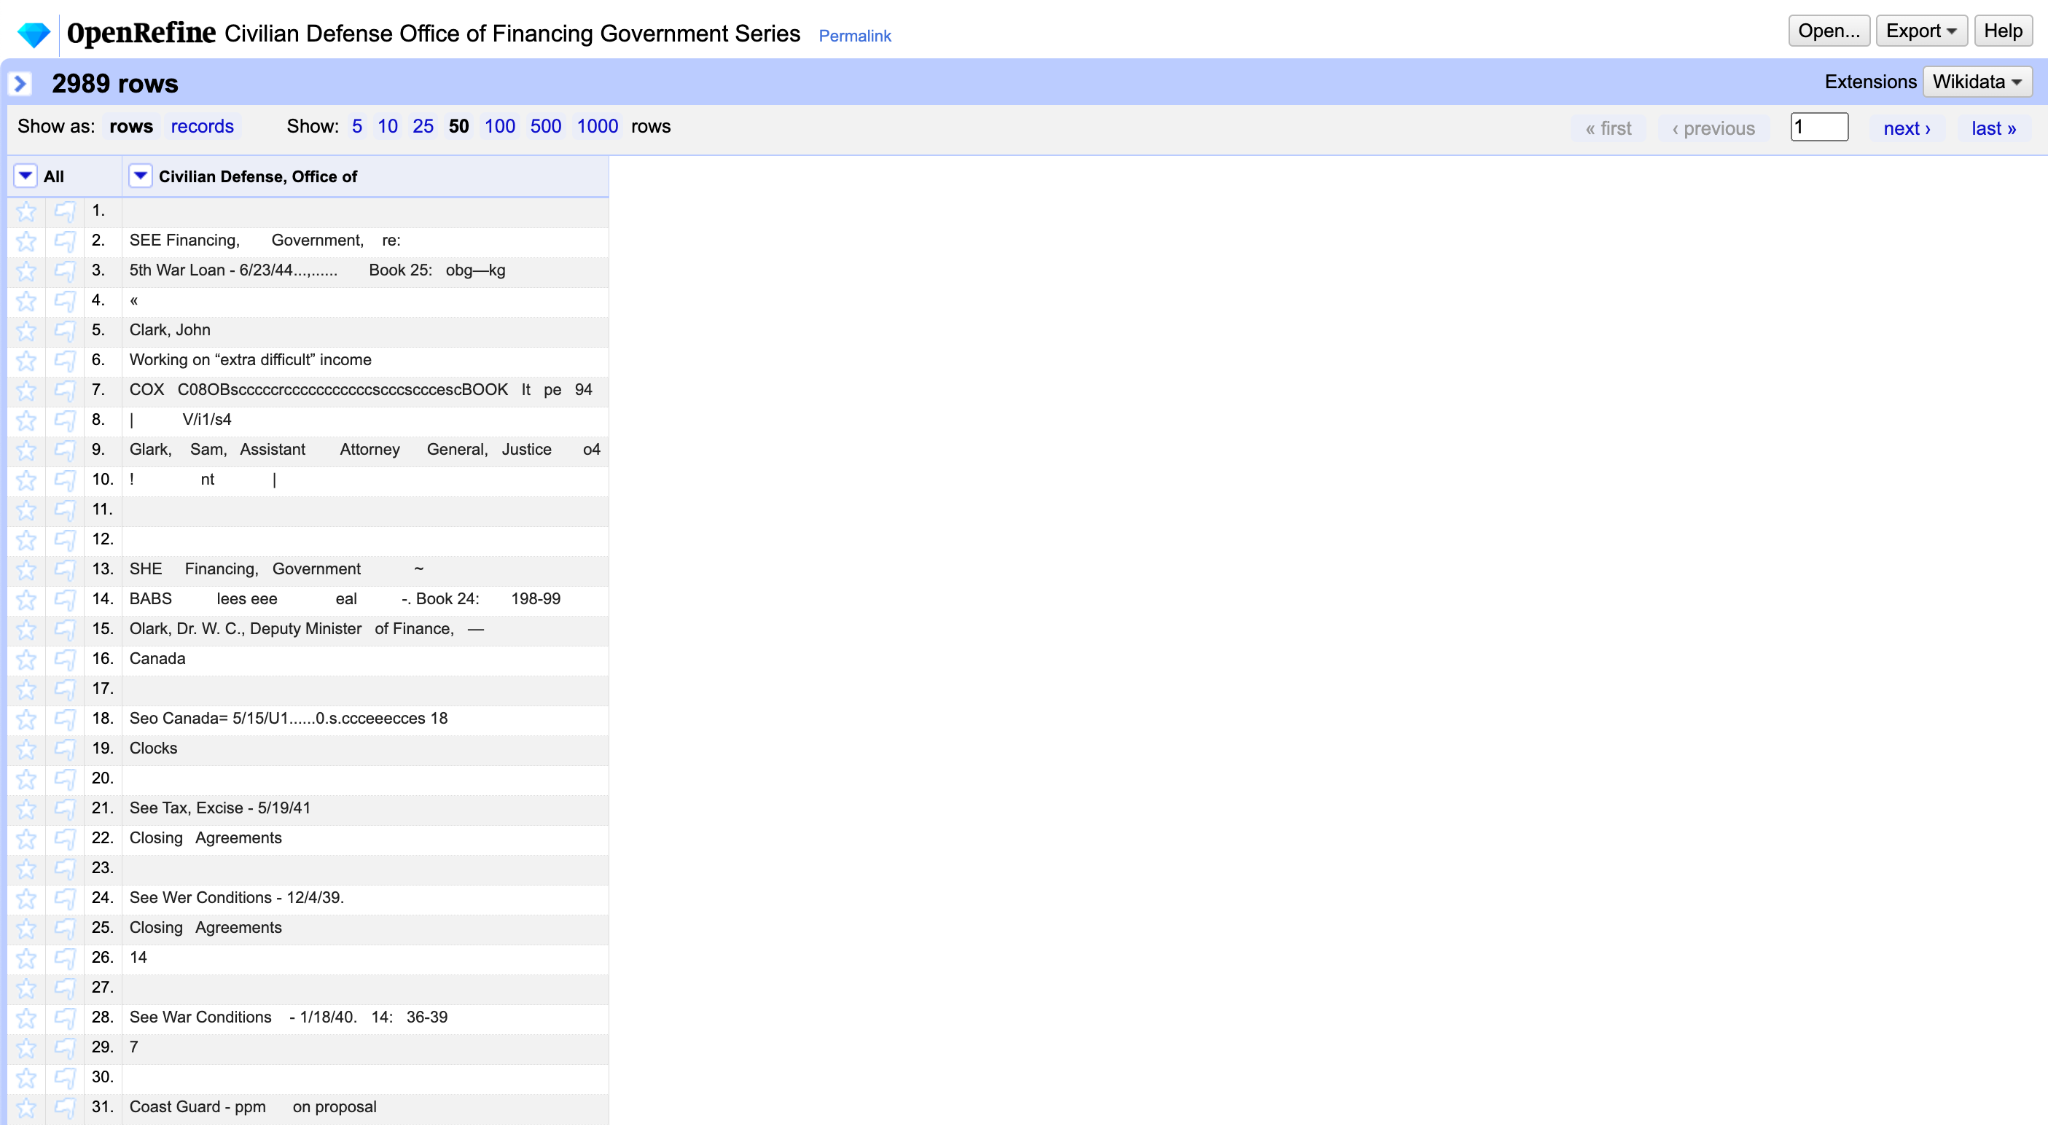 OpenRefine Civilian Defense Office of Financing Government Series Permalink
Open... Export Help
2989 rows
Extensions Wikidata
Show as: rows records Show: 5 10 25 50 100 500 1000 rows
« first ‹ previous 1 next › last »
All Civilian Defense, Office of
1.
2. SEE Financing, Government, re:
3. 5th War Loan - 6/23/44...,...... Book 25: obg—kg
4. «
5. Clark, John
6. Working on “extra difficult” income
7. COX C08OBscccccrccccccccccccscccscccescBOOK It pe 94
8. | V/i1/s4
9. Glark, Sam, Assistant Attorney General, Justice o4
10. ! nt |
11.
12.
13. SHE Financing, Government ~
14. BABS lees eee eal -. Book 24: 198-99
15. Olark, Dr. W. C., Deputy Minister of Finance, —
16. Canada
17.
18. Seo Canada= 5/15/U1......0.s.ccceeecces 18
19. Clocks
20.
21. See Tax, Excise - 5/19/41
22. Closing Agreements
23.
24. See Wer Conditions - 12/4/39.
25. Closing Agreements
26. 14
27.
28. See War Conditions - 1/18/40. 14: 36-39
29. 7
30.
31. Coast Guard - ppm on proposal